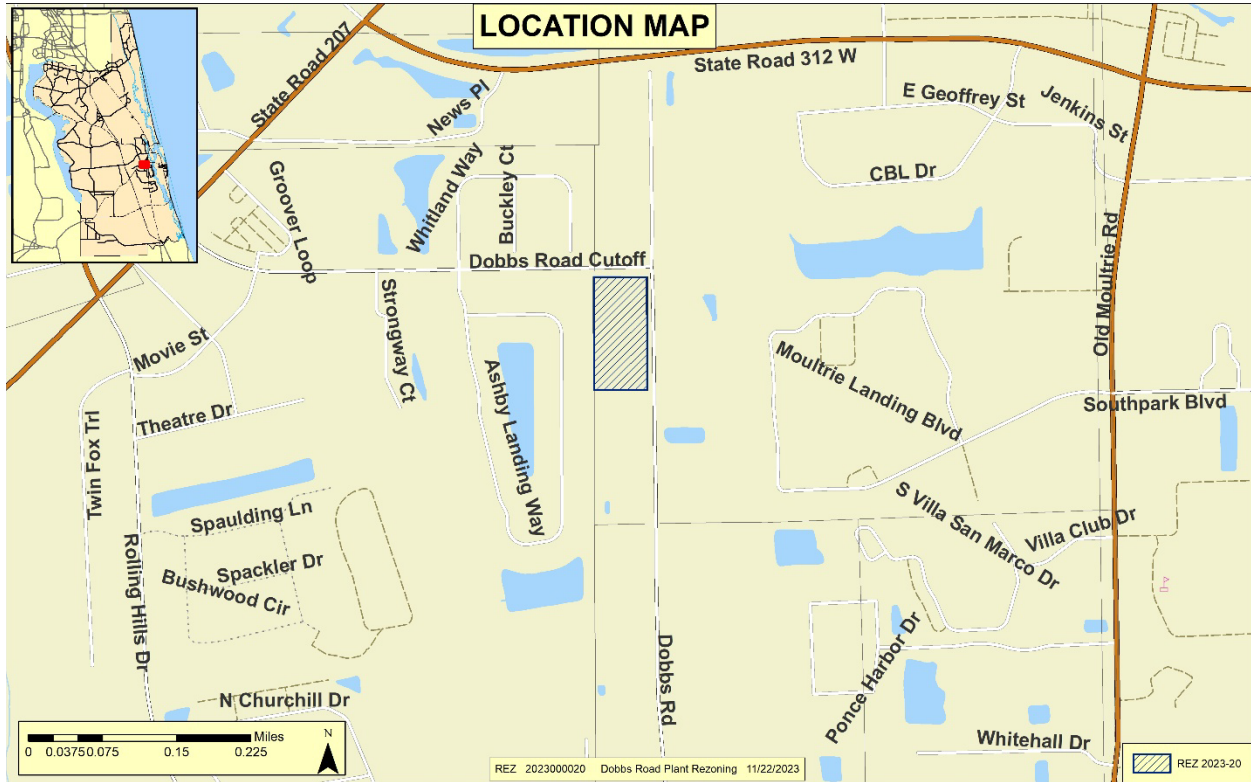 LOCATION MAP
State Road 207
State Road 312 W
News Pl
E Geoffrey St
Jenkins St
CBL Dr
Groover Loop
Whitland Way
Buckley Ct
Dobbs Road Cutoff
Old Moultrie Rd
Strongway Ct
Movie St
Ashby Landing Way
Moultrie Landing Blvd
Southpark Blvd
Theatre Dr
Twin Fox Trl
Spaulding Ln
S Villa San Marco Dr
Villa Club Dr
Rolling Hills Dr
Spackler Dr
Bushwood Cir
Dobbs Rd
Ponce Harbor Dr
N Churchill Dr
Whitehall Dr
Miles
0 0.0375 0.075 0.15 0.225
N
REZ 2023000020 Dobbs Road Plant Rezoning 11/22/2023
REZ 2023-20